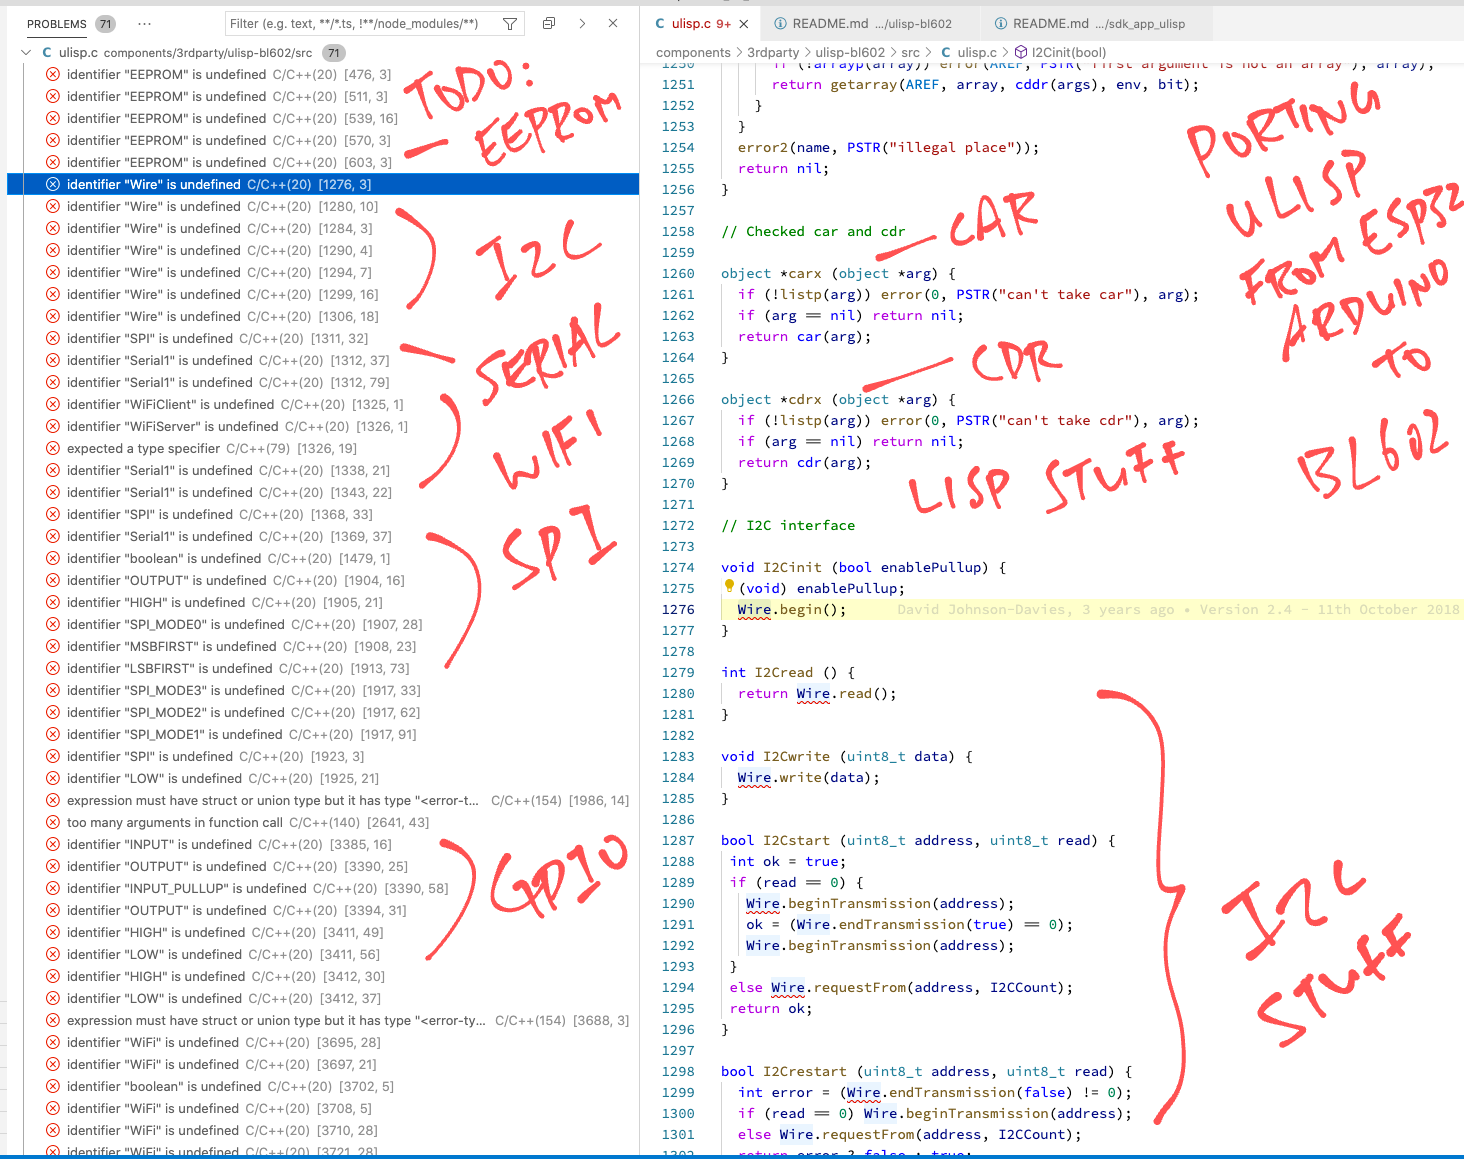 PROBLEMS 71 ···
Filter (e.g. text, **/*.ts, !**/node_modules/**)
ulisp.c components/3rdparty/ulisp-bl602/src 71
identifier "EEPROM" is undefined C/C++(20) [476, 3]
identifier "EEPROM" is undefined C/C++(20) [511, 3]
identifier "EEPROM" is undefined C/C++(20) [539, 16]
identifier "EEPROM" is undefined C/C++(20) [570, 3]
identifier "EEPROM" is undefined C/C++(20) [603, 3]
identifier "Wire" is undefined C/C++(20) [1276, 3]
identifier "Wire" is undefined C/C++(20) [1280, 10]
identifier "Wire" is undefined C/C++(20) [1284, 3]
identifier "Wire" is undefined C/C++(20) [1290, 4]
identifier "Wire" is undefined C/C++(20) [1294, 7]
identifier "Wire" is undefined C/C++(20) [1299, 16]
identifier "Wire" is undefined C/C++(20) [1306, 18]
identifier "SPI" is undefined C/C++(20) [1311, 32]
identifier "Serial1" is undefined C/C++(20) [1312, 37]
identifier "Serial1" is undefined C/C++(20) [1312, 79]
identifier "WiFiClient" is undefined C/C++(20) [1325, 1]
identifier "WiFiServer" is undefined C/C++(20) [1326, 1]
expected a type specifier C/C++(79) [1326, 19]
identifier "Serial1" is undefined C/C++(20) [1338, 21]
identifier "Serial1" is undefined C/C++(20) [1343, 22]
identifier "SPI" is undefined C/C++(20) [1368, 33]
identifier "Serial1" is undefined C/C++(20) [1369, 37]
identifier "boolean" is undefined C/C++(20) [1479, 1]
identifier "OUTPUT" is undefined C/C++(20) [1904, 16]
identifier "HIGH" is undefined C/C++(20) [1905, 21]
identifier "SPI_MODE0" is undefined C/C++(20) [1907, 28]
identifier "MSBFIRST" is undefined C/C++(20) [1908, 23]
identifier "LSBFIRST" is undefined C/C++(20) [1913, 73]
identifier "SPI_MODE3" is undefined C/C++(20) [1917, 33]
identifier "SPI_MODE2" is undefined C/C++(20) [1917, 62]
identifier "SPI_MODE1" is undefined C/C++(20) [1917, 91]
identifier "SPI" is undefined C/C++(20) [1923, 3]
identifier "LOW" is undefined C/C++(20) [1925, 21]
expression must have struct or union type but it has type "<error-t... C/C++(154) [1986, 14]
too many arguments in function call C/C++(140) [2641, 43]
identifier "INPUT" is undefined C/C++(20) [3385, 16]
identifier "OUTPUT" is undefined C/C++(20) [3390, 25]
identifier "INPUT_PULLUP" is undefined C/C++(20) [3390, 58]
identifier "OUTPUT" is undefined C/C++(20) [3394, 31]
identifier "HIGH" is undefined C/C++(20) [3411, 49]
identifier "LOW" is undefined C/C++(20) [3411, 56]
identifier "HIGH" is undefined C/C++(20) [3412, 30]
identifier "LOW" is undefined C/C++(20) [3412, 37]
expression must have struct or union type but it has type "<error-ty... C/C++(154) [3688, 3]
identifier "WiFi" is undefined C/C++(20) [3695, 28]
identifier "WiFi" is undefined C/C++(20) [3697, 21]
identifier "boolean" is undefined C/C++(20) [3702, 5]
identifier "WiFi" is undefined C/C++(20) [3708, 5]
identifier "WiFi" is undefined C/C++(20) [3710, 28]
identifier "WiFi" is undefined C/C++(20) [3721, 28]
TODO:
- EEPROM
I2C
SERIAL
WIFI
SPI
GPIO
C ulisp.c 9+ README.md .../ulisp-bl602 README.md .../sdk_app_ulisp
components > 3rdparty > ulisp-bl602 > src > C ulisp.c > I2Cinit(bool)
1250 if (!arrayp(array)) error(AREF, PSTR("first argument is not an array"), array);
1251 return getarray(AREF, array, cddr(args), env, bit);
1252 }
1253 }
1254 error2(name, PSTR("illegal place"));
1255 return nil;
1256 }
1257
1258 // Checked car and cdr
1259
1260 object *carx (object *arg) {
1261 if (!listp(arg)) error(0, PSTR("can't take car"), arg);
1262 if (arg == nil) return nil;
1263 return car(arg);
1264 }
1265
1266 object *cdrx (object *arg) {
1267 if (!listp(arg)) error(0, PSTR("can't take cdr"), arg);
1268 if (arg == nil) return nil;
1269 return cdr(arg);
1270 }
1271
1272 // I2C interface
1273
1274 void I2Cinit (bool enablePullup) {
1275 (void) enablePullup;
1276 Wire.begin(); David Johnson-Davies, 3 years ago • Version 2.4 - 11th October 2018
1277 }
1278
1279 int I2Cread () {
1280 return Wire.read();
1281 }
1282
1283 void I2Cwrite (uint8_t data) {
1284 Wire.write(data);
1285 }
1286
1287 bool I2Cstart (uint8_t address, uint8_t read) {
1288 int ok = true;
1289 if (read == 0) {
1290 Wire.beginTransmission(address);
1291 ok = (Wire.endTransmission(true) == 0);
1292 Wire.beginTransmission(address);
1293 }
1294 else Wire.requestFrom(address, I2CCount);
1295 return ok;
1296 }
1297
1298 bool I2Crestart (uint8_t address, uint8_t read) {
1299 int error = (Wire.endTransmission(false) != 0);
1300 if (read == 0) Wire.beginTransmission(address);
1301 else Wire.requestFrom(address, I2CCount);
1302 return error ? false : true;
CAR
CDR
LISP STUFF
PORTING
ULISP
FROM ESP32
ARDUINO
TO
BL602
I2C
STUFF